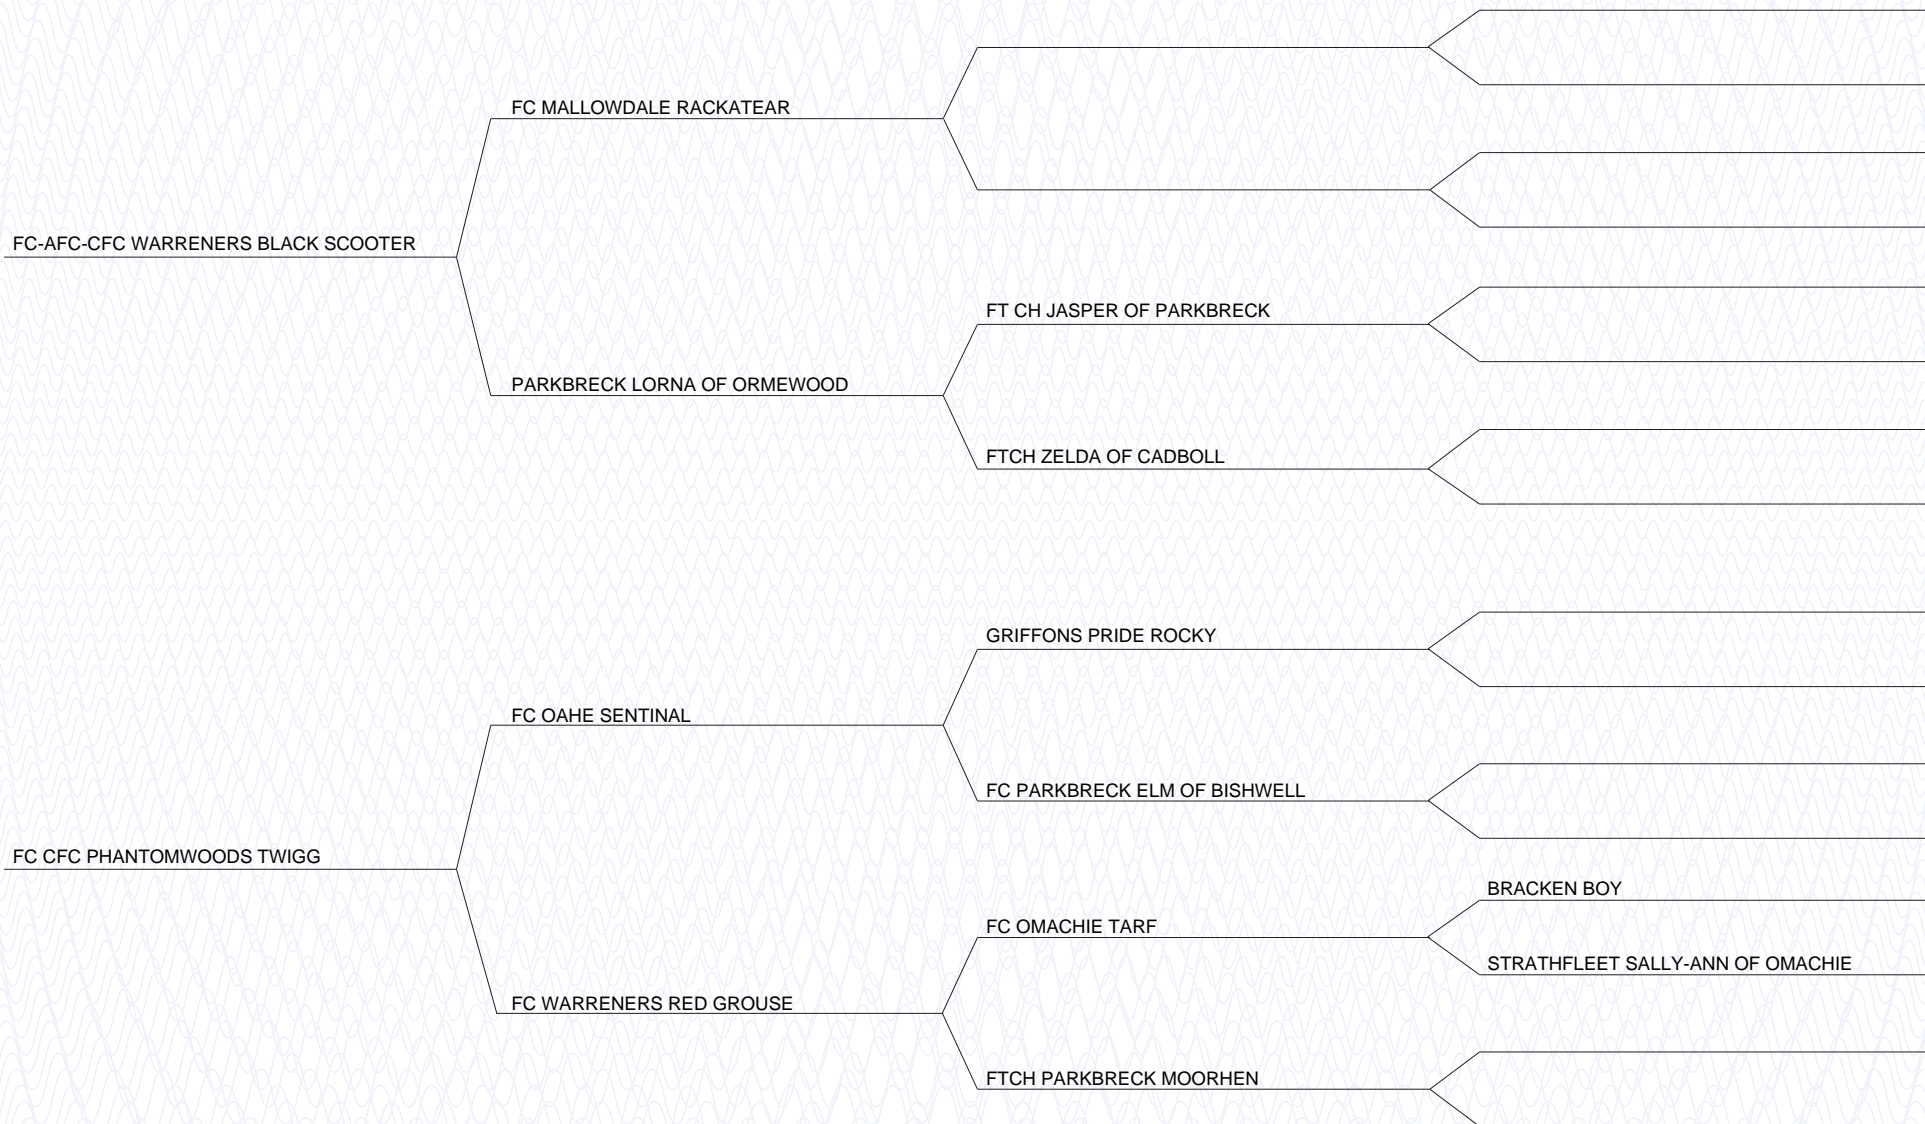 FC MALLOWDALE RACKATEAR
FC-AFC-CFC WARRENERS BLACK SCOOTER
FT CH JASPER OF PARKBRECK
PARKBRECK LORNA OF ORMEWOOD
FTCH ZELDA OF CADBOLL
GRIFFONS PRIDE ROCKY
FC OAHE SENTINAL
FC PARKBRECK ELM OF BISHWELL
FC CFC PHANTOMWOODS TWIGG
BRACKEN BOY
FC OMACHIE TARF
STRATHFLEET SALLY-ANN OF OMACHIE
FC WARRENERS RED GROUSE
FTCH PARKBRECK MOORHEN